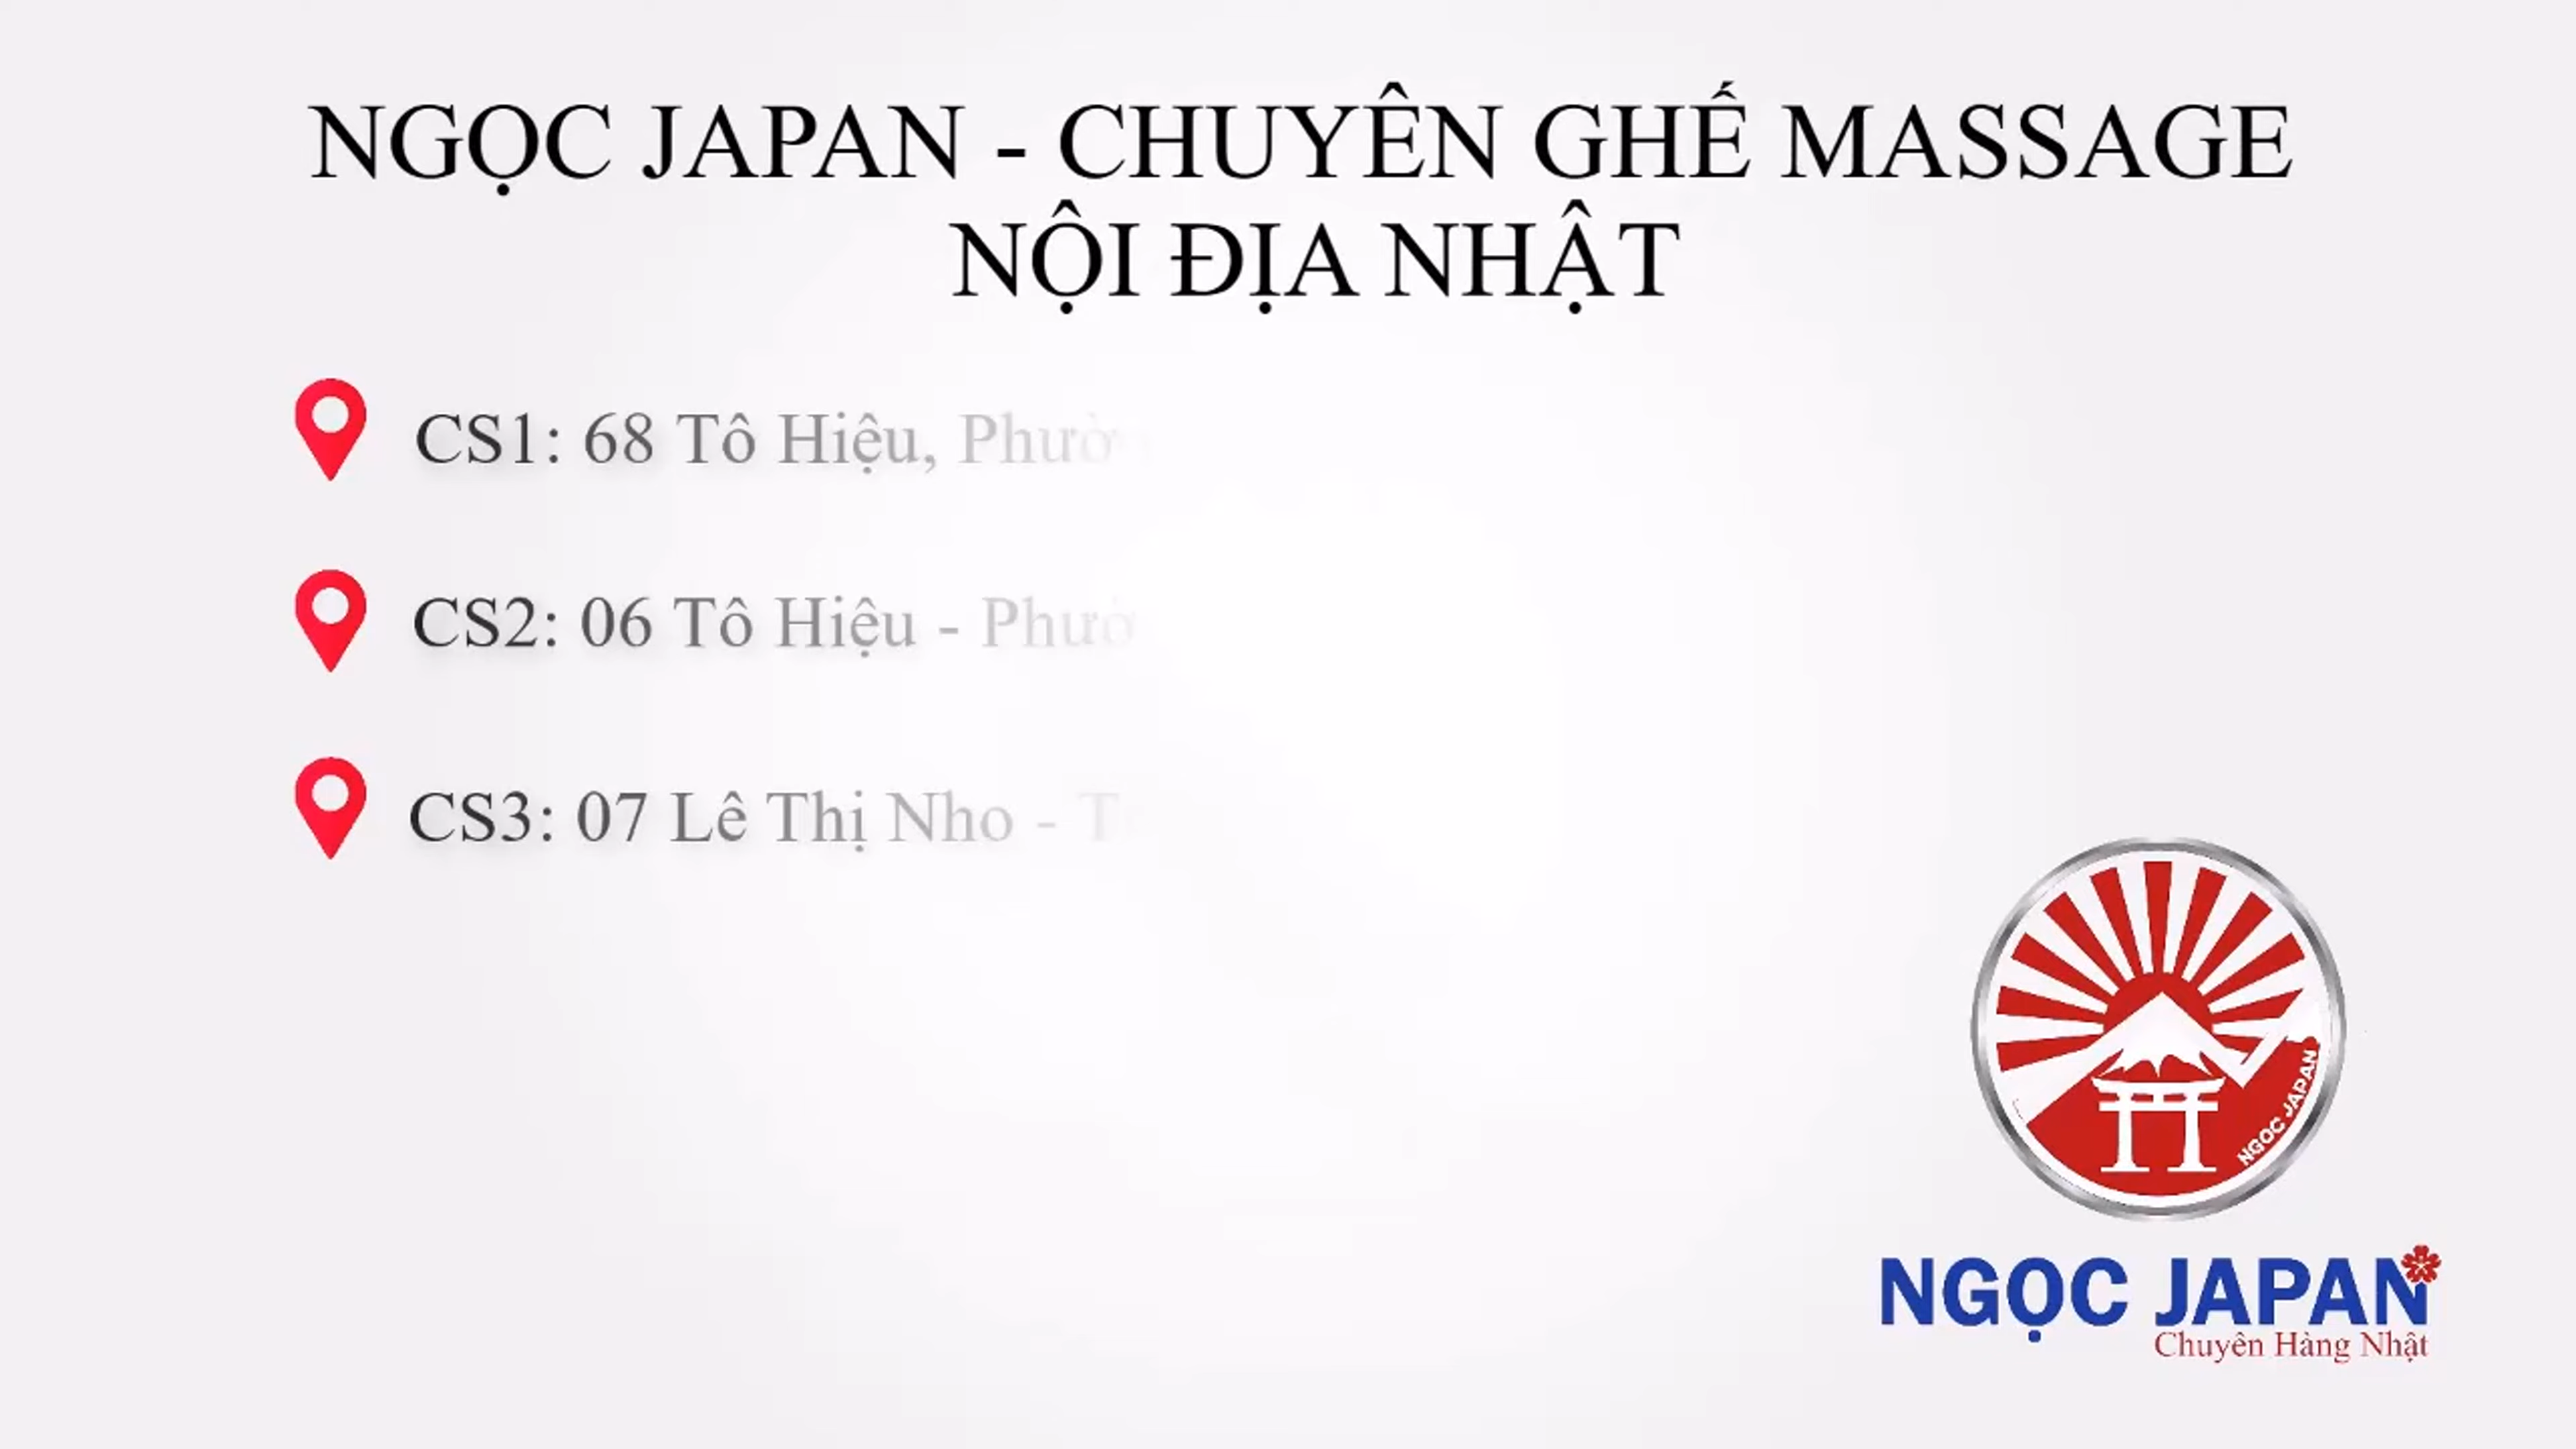 NGỌC JAPAN - CHUYÊN GHẾ MASSAGE
NỘI ĐỊA NHẬT
CS1: 68 Tô Hiệu,
CS2: 06 Tô Hiệu -
CS3: 07 Lê Thị Nho -
NGỌC JAPAN
NGỌC JAPAN
Chuyên Hàng Nhật